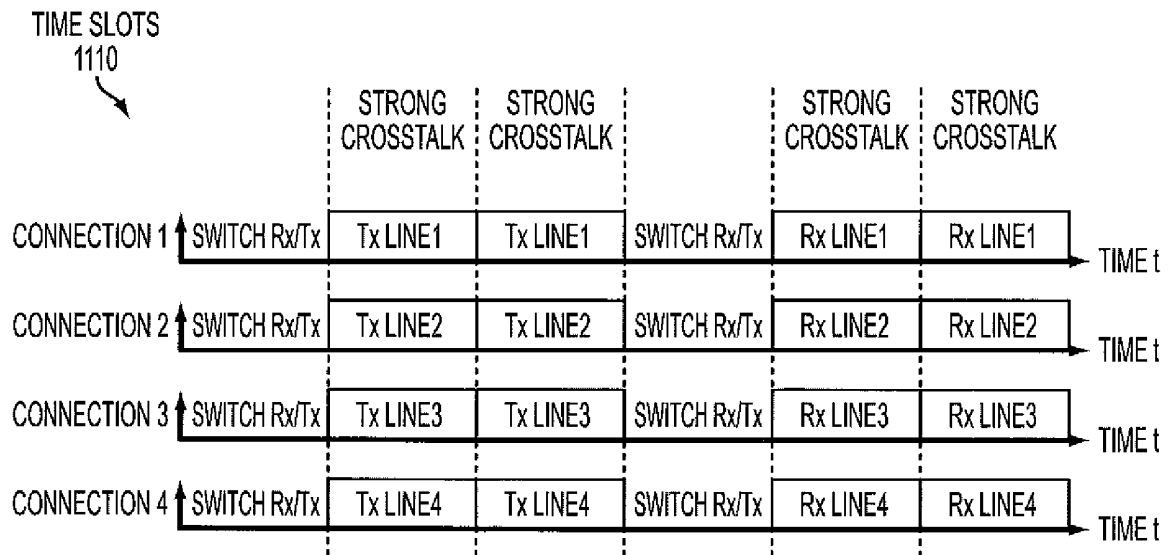 TIME SLOTS
1110
STRONG CROSSTALK STRONG CROSSTALK STRONG CROSSTALK STRONG CROSSTALK
CONNECTION 1 SWITCH Rx/Tx Tx LINE1 Tx LINE1 SWITCH Rx/Tx Rx LINE1 Rx LINE1 TIME t
CONNECTION 2 SWITCH Rx/Tx Tx LINE2 Tx LINE2 SWITCH Rx/Tx Rx LINE2 Rx LINE2 TIME t
CONNECTION 3 SWITCH Rx/Tx Tx LINE3 Tx LINE3 SWITCH Rx/Tx Rx LINE3 Rx LINE3 TIME t
CONNECTION 4 SWITCH Rx/Tx Tx LINE4 Tx LINE4 SWITCH Rx/Tx Rx LINE4 Rx LINE4 TIME t